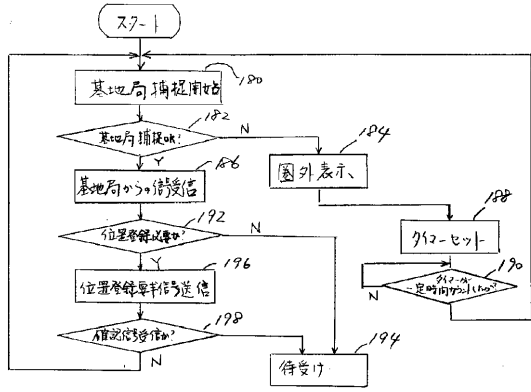 スタート
基地局捕捉開始
180
基地局捕捉OK?
182
N
Y
184
圏外表示
基地局からの信号受信
186
188
タイマーセット
位置登録必要か?
192
N
Y
190
タイマーが
一定時間カウントしたか?
N
位置登録要求信号送信
196
確認信号受信か?
198
N
194
待受け